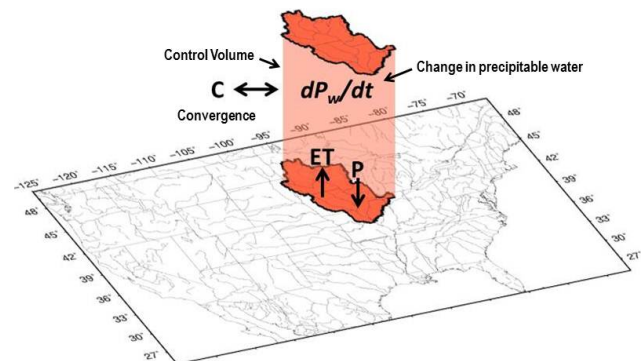 Control Volume
C
dPw/dt
Change in precipitable water
Convergence
ET
P
-125° -120° -115° -110° -105° -100° -95° -90° -85° -80° -75° -70°
48°
45°
42°
39°
36°
33°
30°
27°
48°
45°
42°
39°
36°
33°
30°
27°